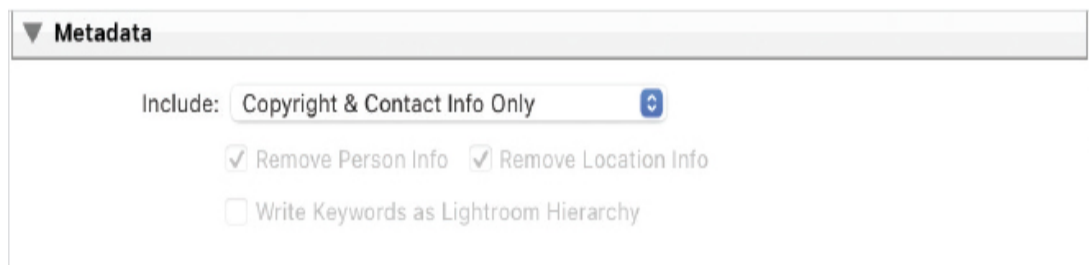 Metadata
Include: Copyright & Contact Info Only
Remove Person Info Remove Location Info
Write Keywords as Lightroom Hierarchy